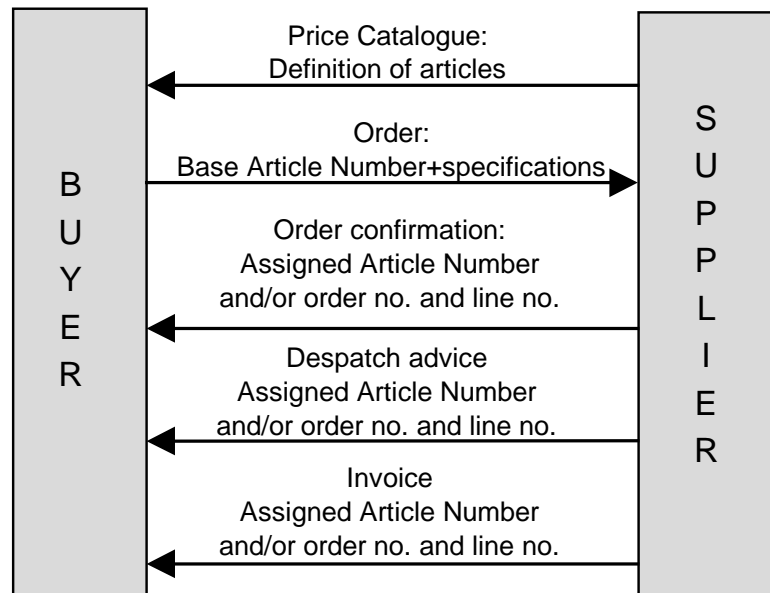 Price Catalogue:
Definition of articles
Order:
Base Article Number+specifications
Order confirmation:
Assigned Article Number
and/or order no. and line no.
Despatch advice
Assigned Article Number
and/or order no. and line no.
Invoice
Assigned Article Number
and/or order no. and line no.
BUYER
SUPPLIER